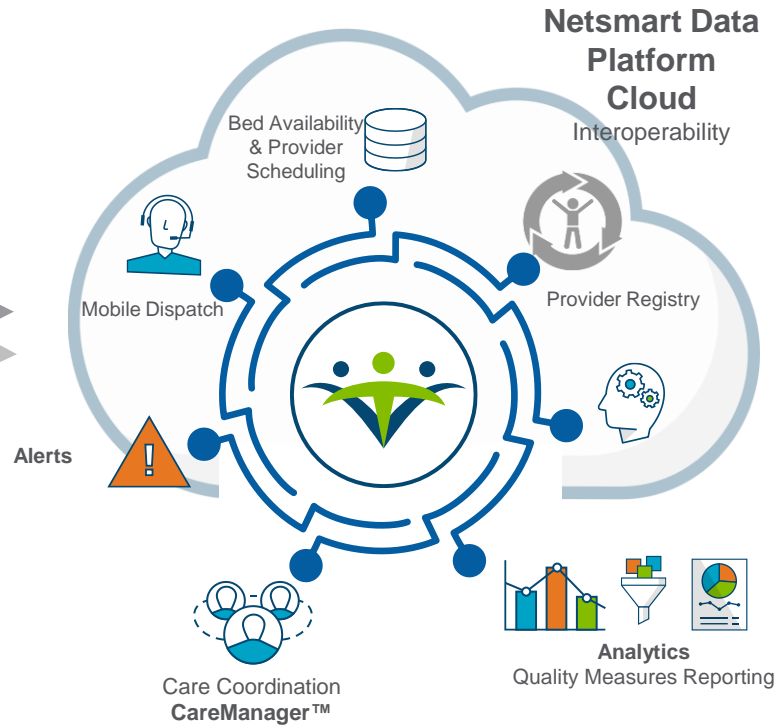 Netsmart Data
Platform
Cloud
Interoperability
Bed Availability
& Provider
Scheduling
Mobile Dispatch
Provider Registry
Alerts
!
Analytics
Quality Measures Reporting
Care Coordination
CareManager™